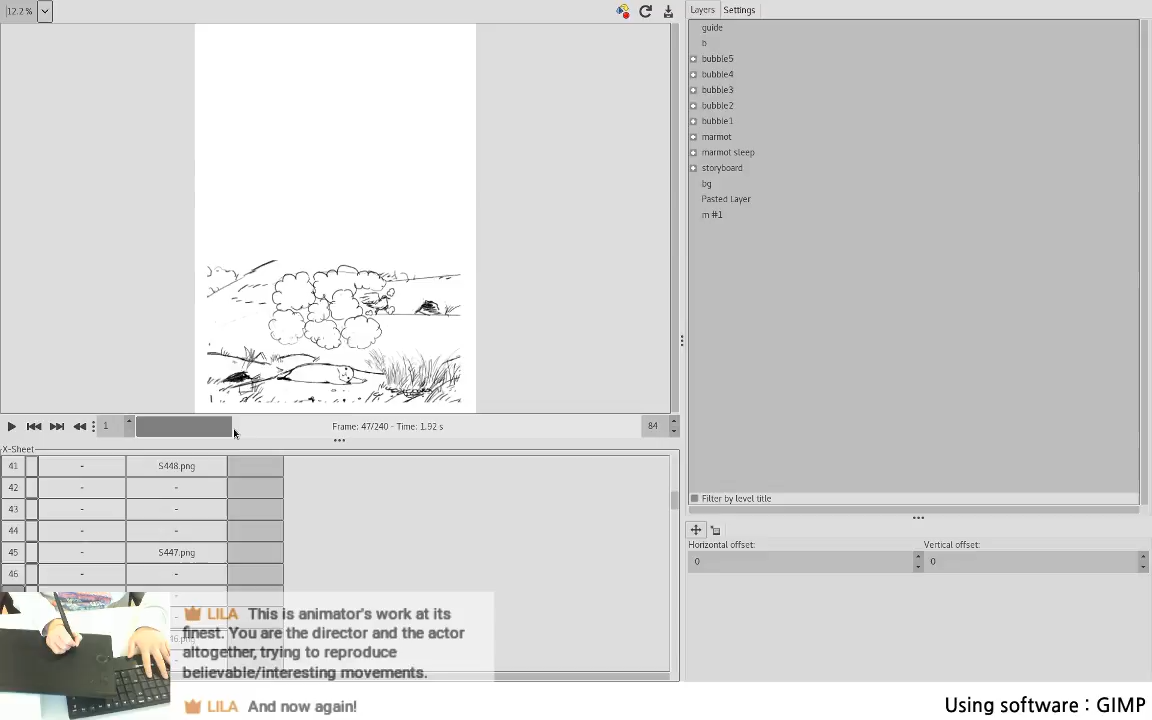 12.2 %
Layers Settings
guide
b
bubble5
bubble4
bubble3
bubble2
bubble1
marmot
marmot sleep
storyboard
bg
Pasted Layer
m #1
1
Frame: 47/240 - Time: 1.92 s
84
X-Sheet
41 - S448.png
42 - -
43 - -
44 - -
45 - S447.png
46 - -
Filter by level title
Horizontal offset: Vertical offset:
0 0
LILA This is animator's work at its
finest. You are the director and the actor
altogether, trying to reproduce
believable/interesting movements.
LILA And now again!
Using software : GIMP